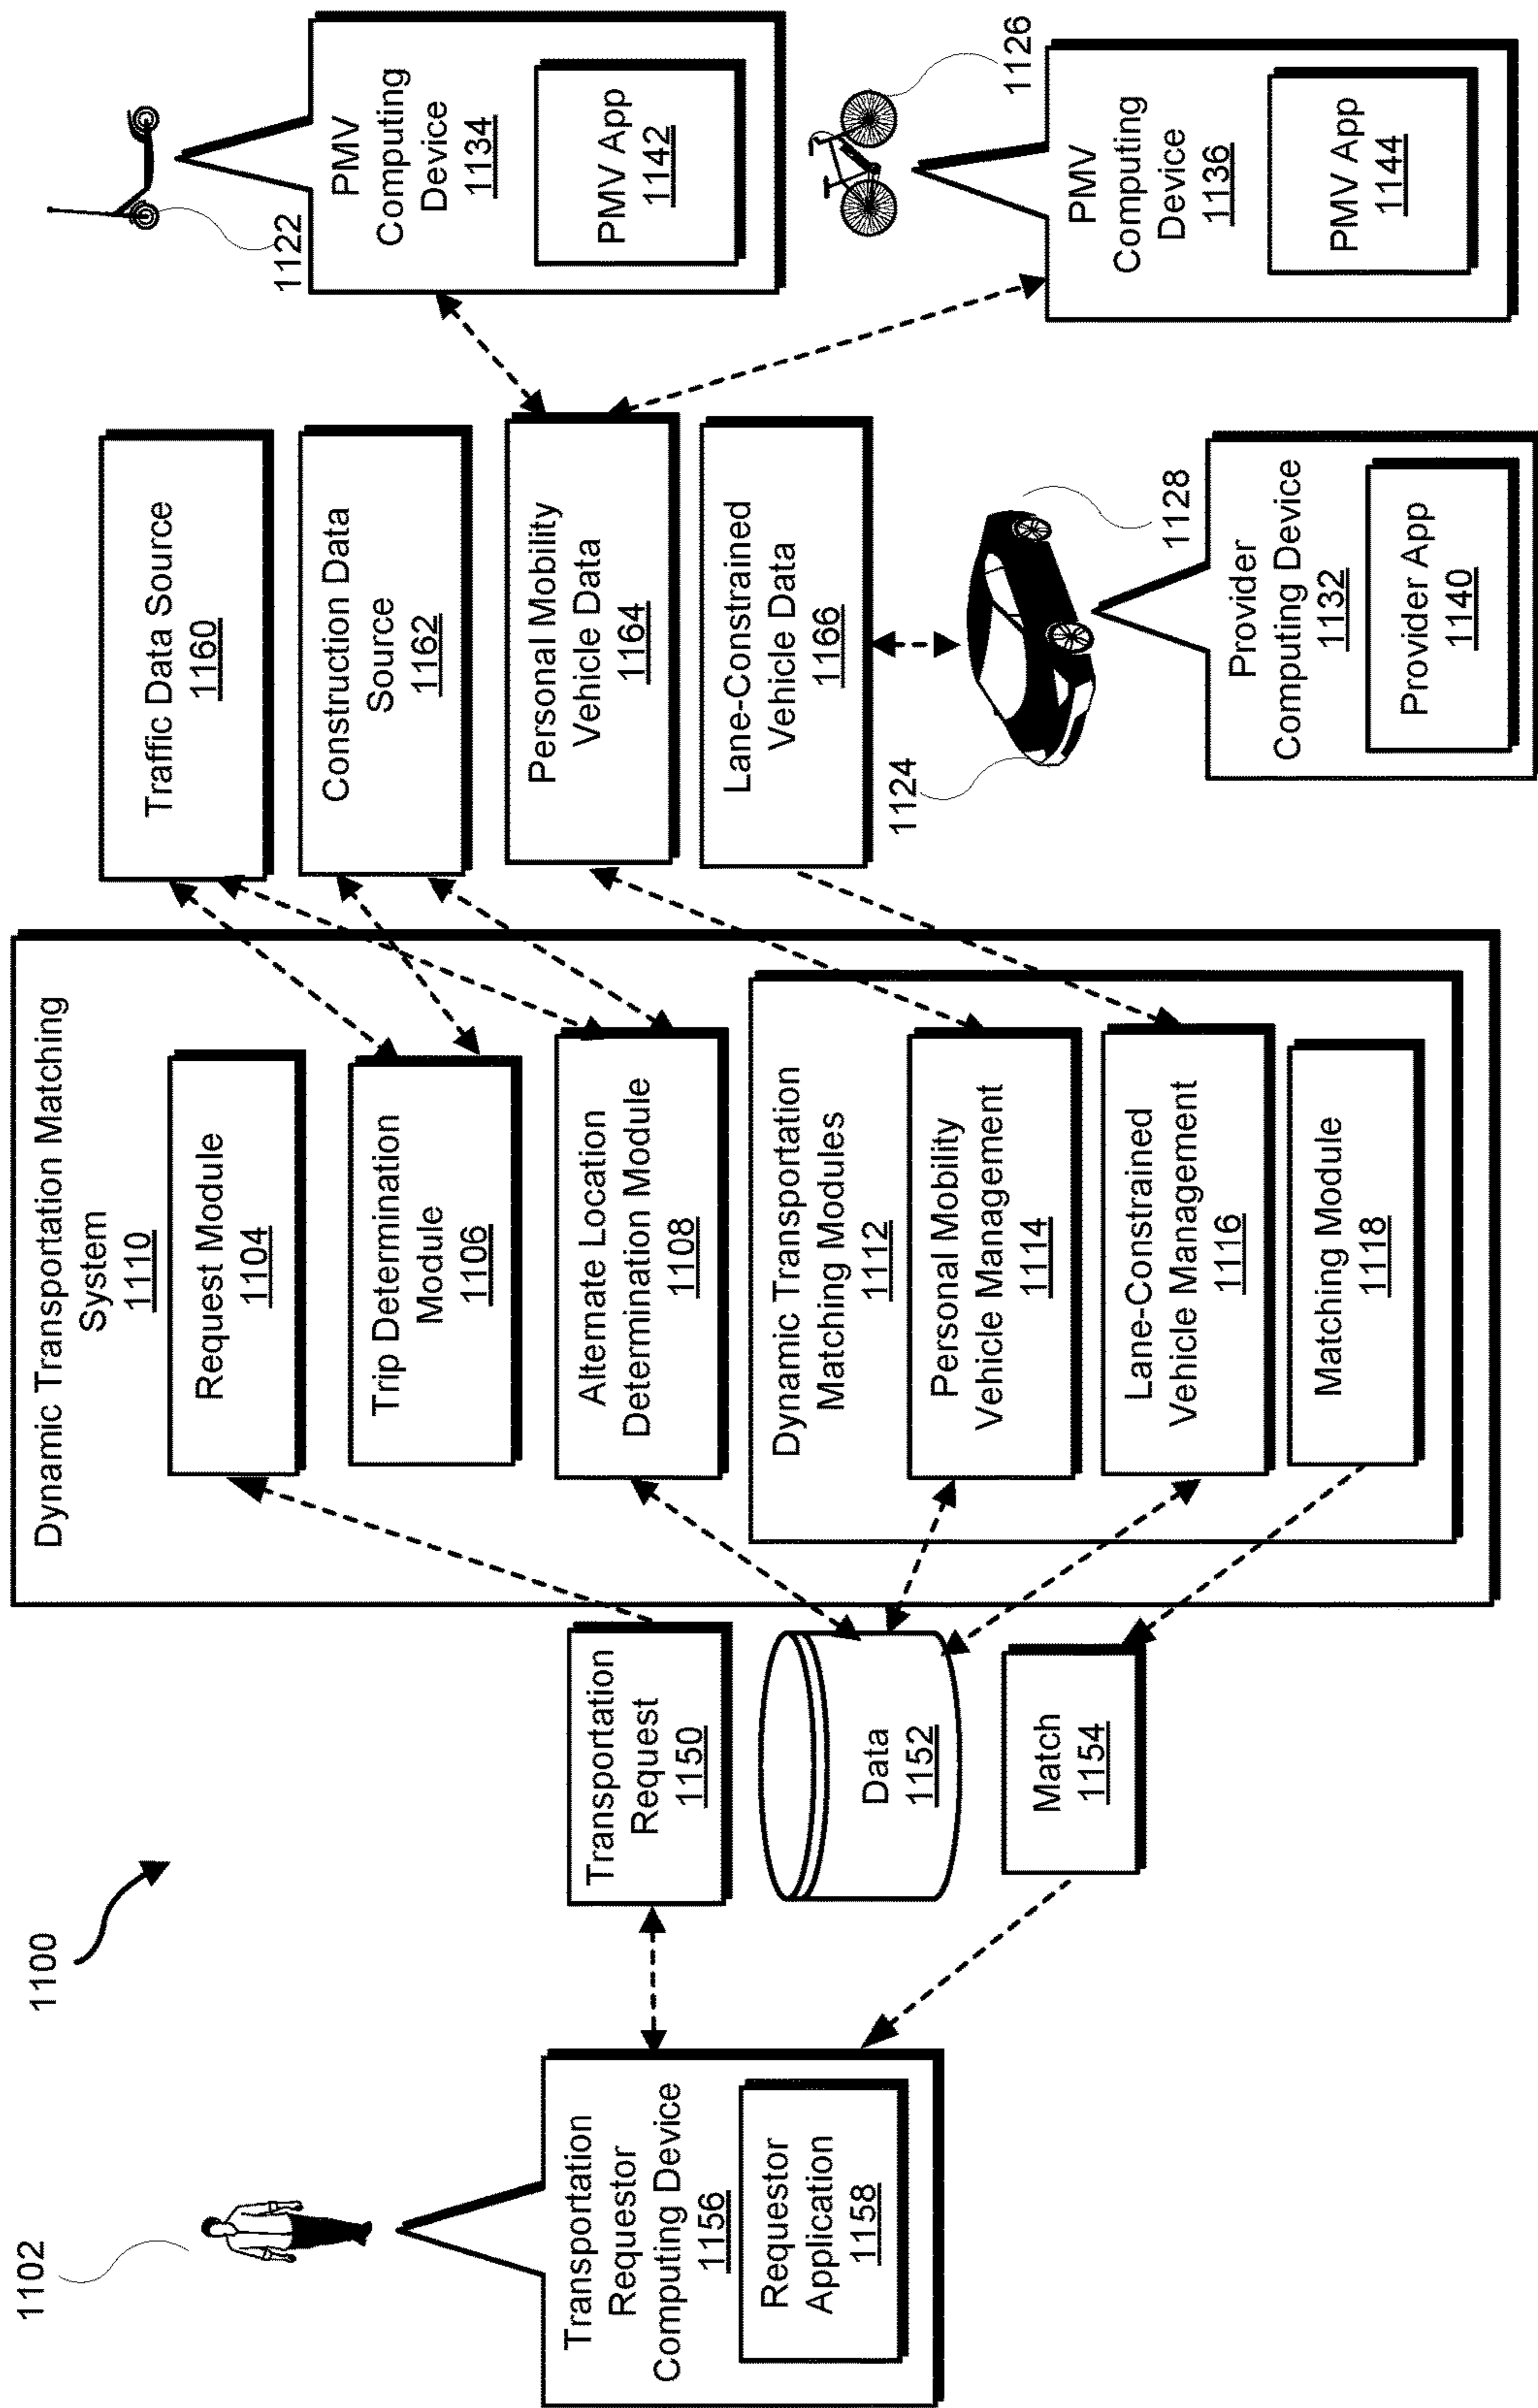 1100
1102
Transportation
Requestor
Computing Device
1156
Requestor
Application
1158
Transportation
Request
1150
Data
1152
Match
1154
Dynamic Transportation Matching
System
1110
Request Module
1104
Trip Determination
Module
1106
Alternate Location
Determination Module
1108
Dynamic Transportation
Matching Modules
1112
Personal Mobility
Vehicle Management
1114
Lane-Constrained
Vehicle Management
1116
Matching Module
1118
Traffic Data Source
1160
Construction Data
Source
1162
Personal Mobility
Vehicle Data
1164
Lane-Constrained
Vehicle Data
1166
1124
1128
Provider
Computing Device
1132
Provider App
1140
1122
PMV
Computing
Device
1134
PMV App
1142
1126
PMV
Computing
Device
1136
PMV App
1144